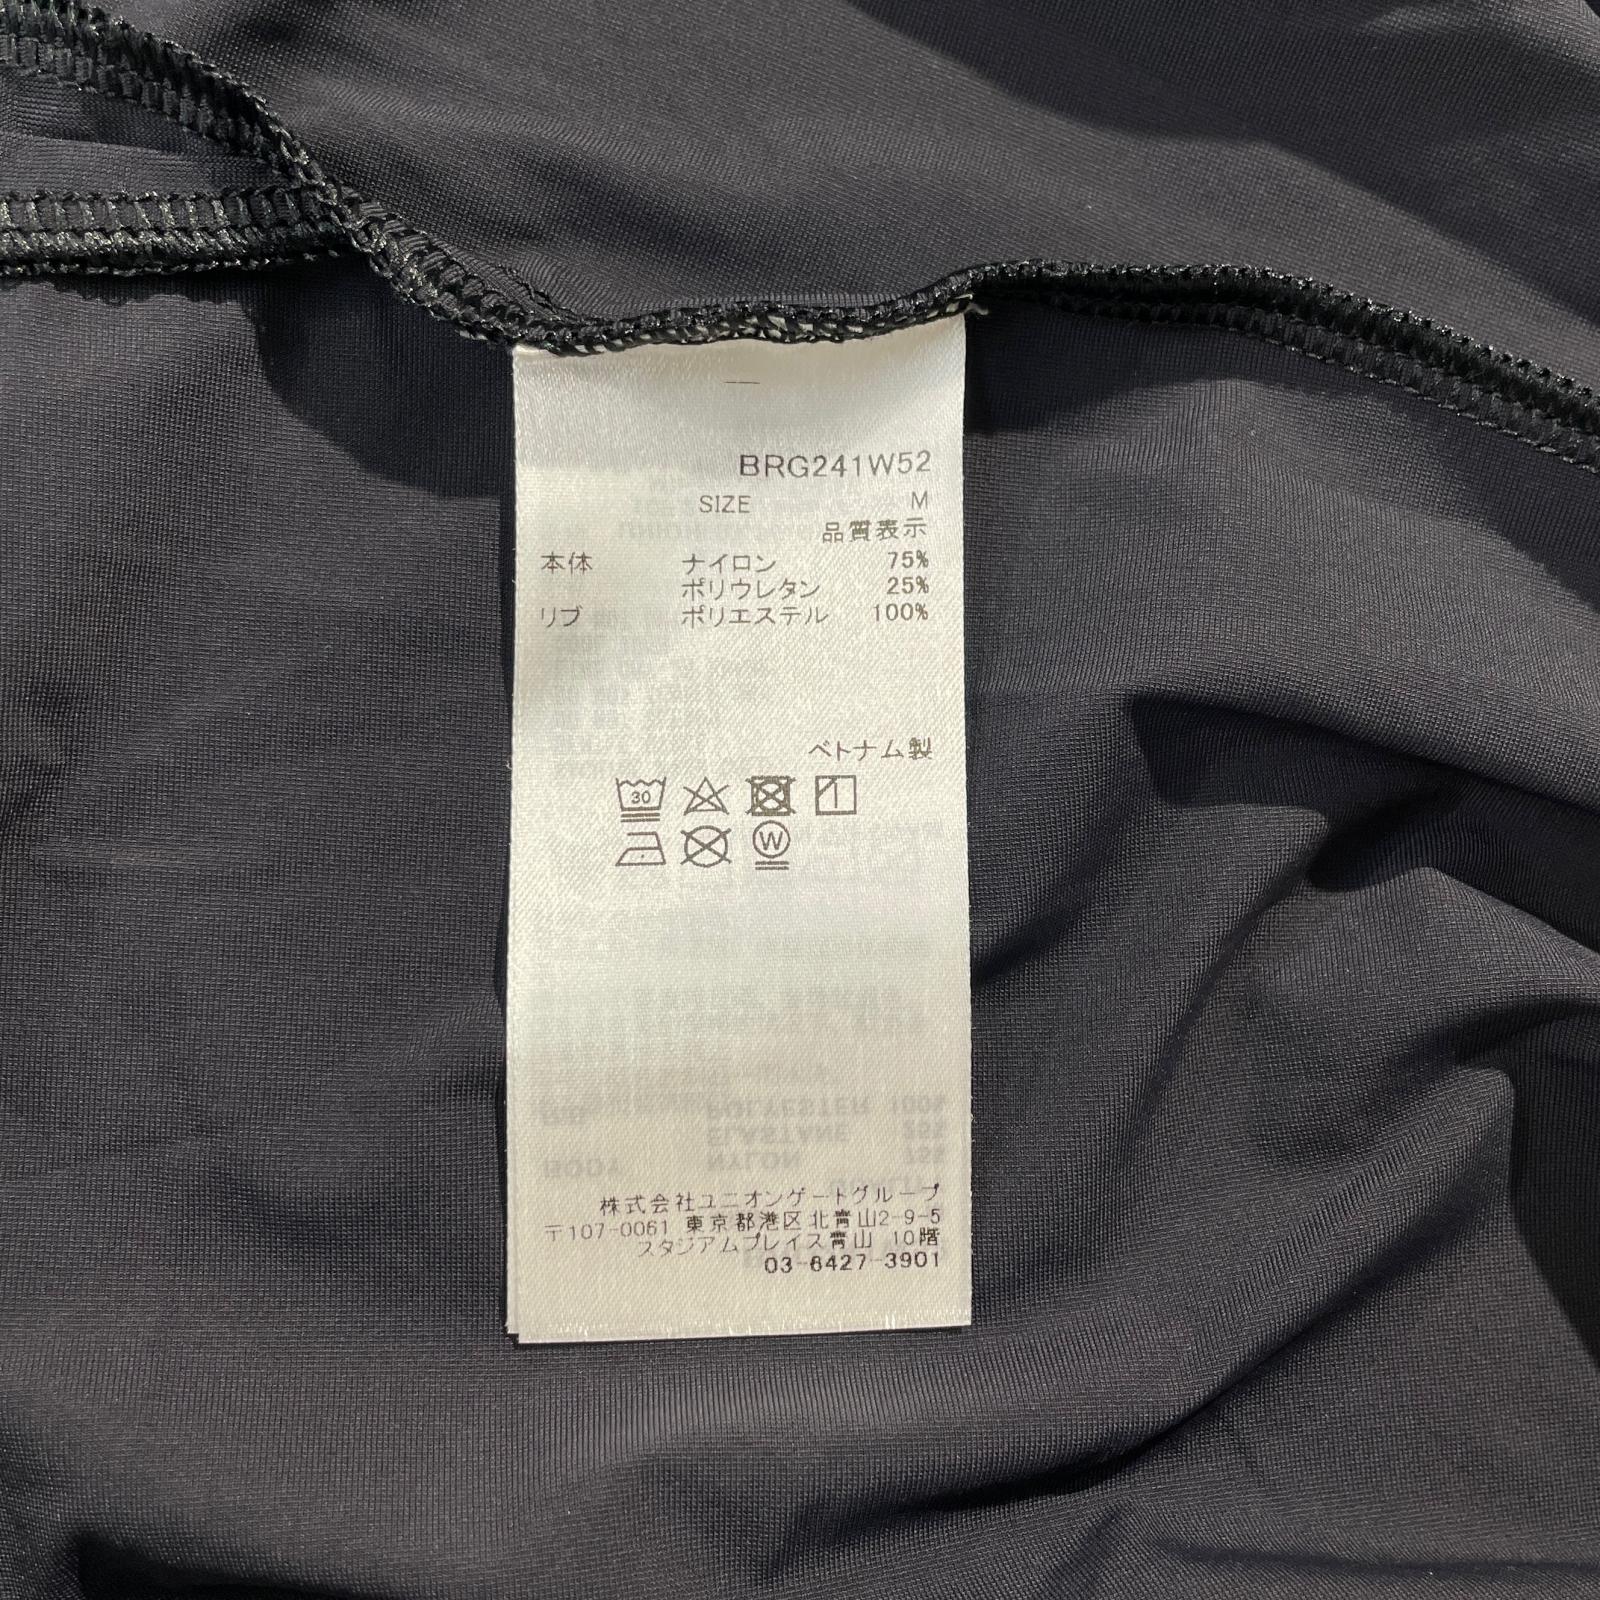 BRG241W52
SIZE M
品質表示
本体 ナイロン 75%
ポリウレタン 25%
リブ ポリエステル 100%
ベトナム製
30
W
株式会社ユニオンゲートグループ
〒107-0061 東京都港区北青山2-9-5
スタジアムプレイス青山 10階
03-6427-3901